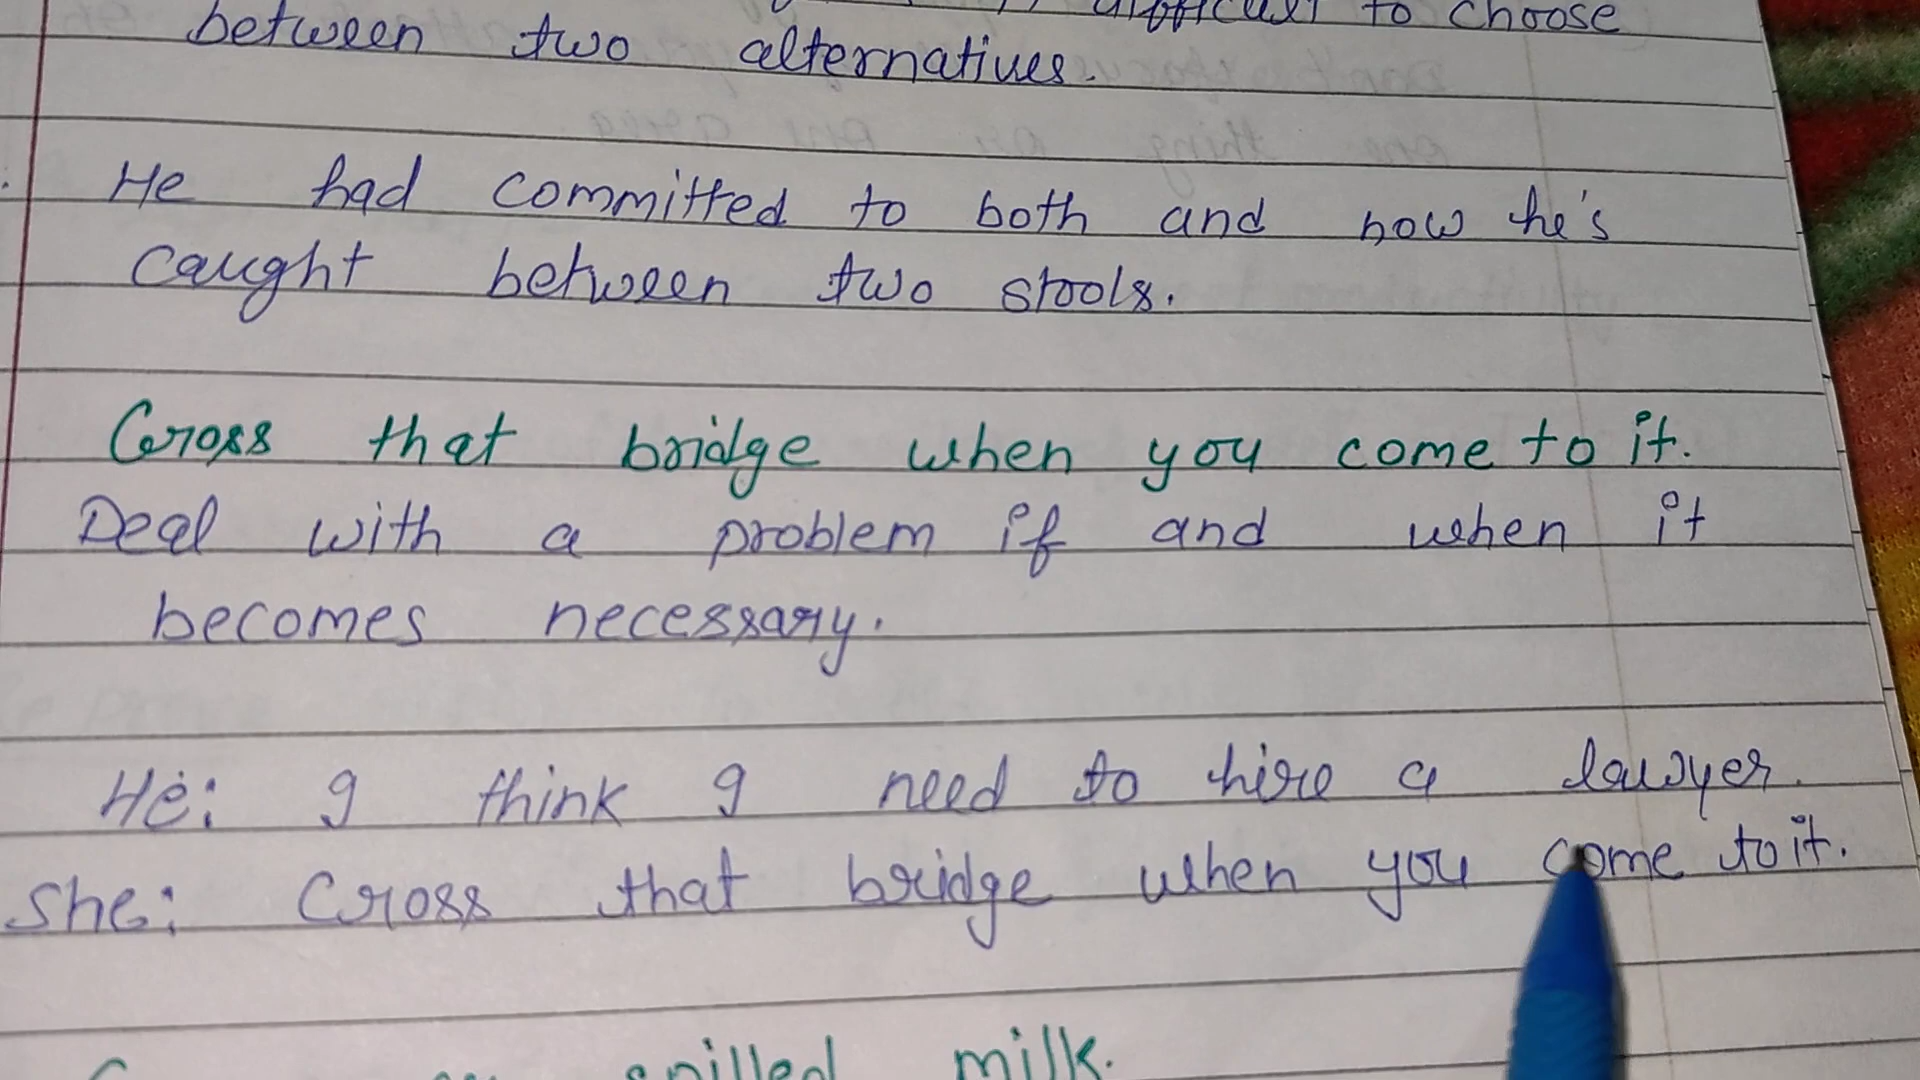 difficult to choose
between two alternatives.
He had committed to both and now he's
caught between two stools.
Cross that bridge when you come to it.
Deal with a problem if and when it
becomes necessary.
He: I think I need to hire a lawyer.
She: Cross that bridge when you come to it.
spilled milk.